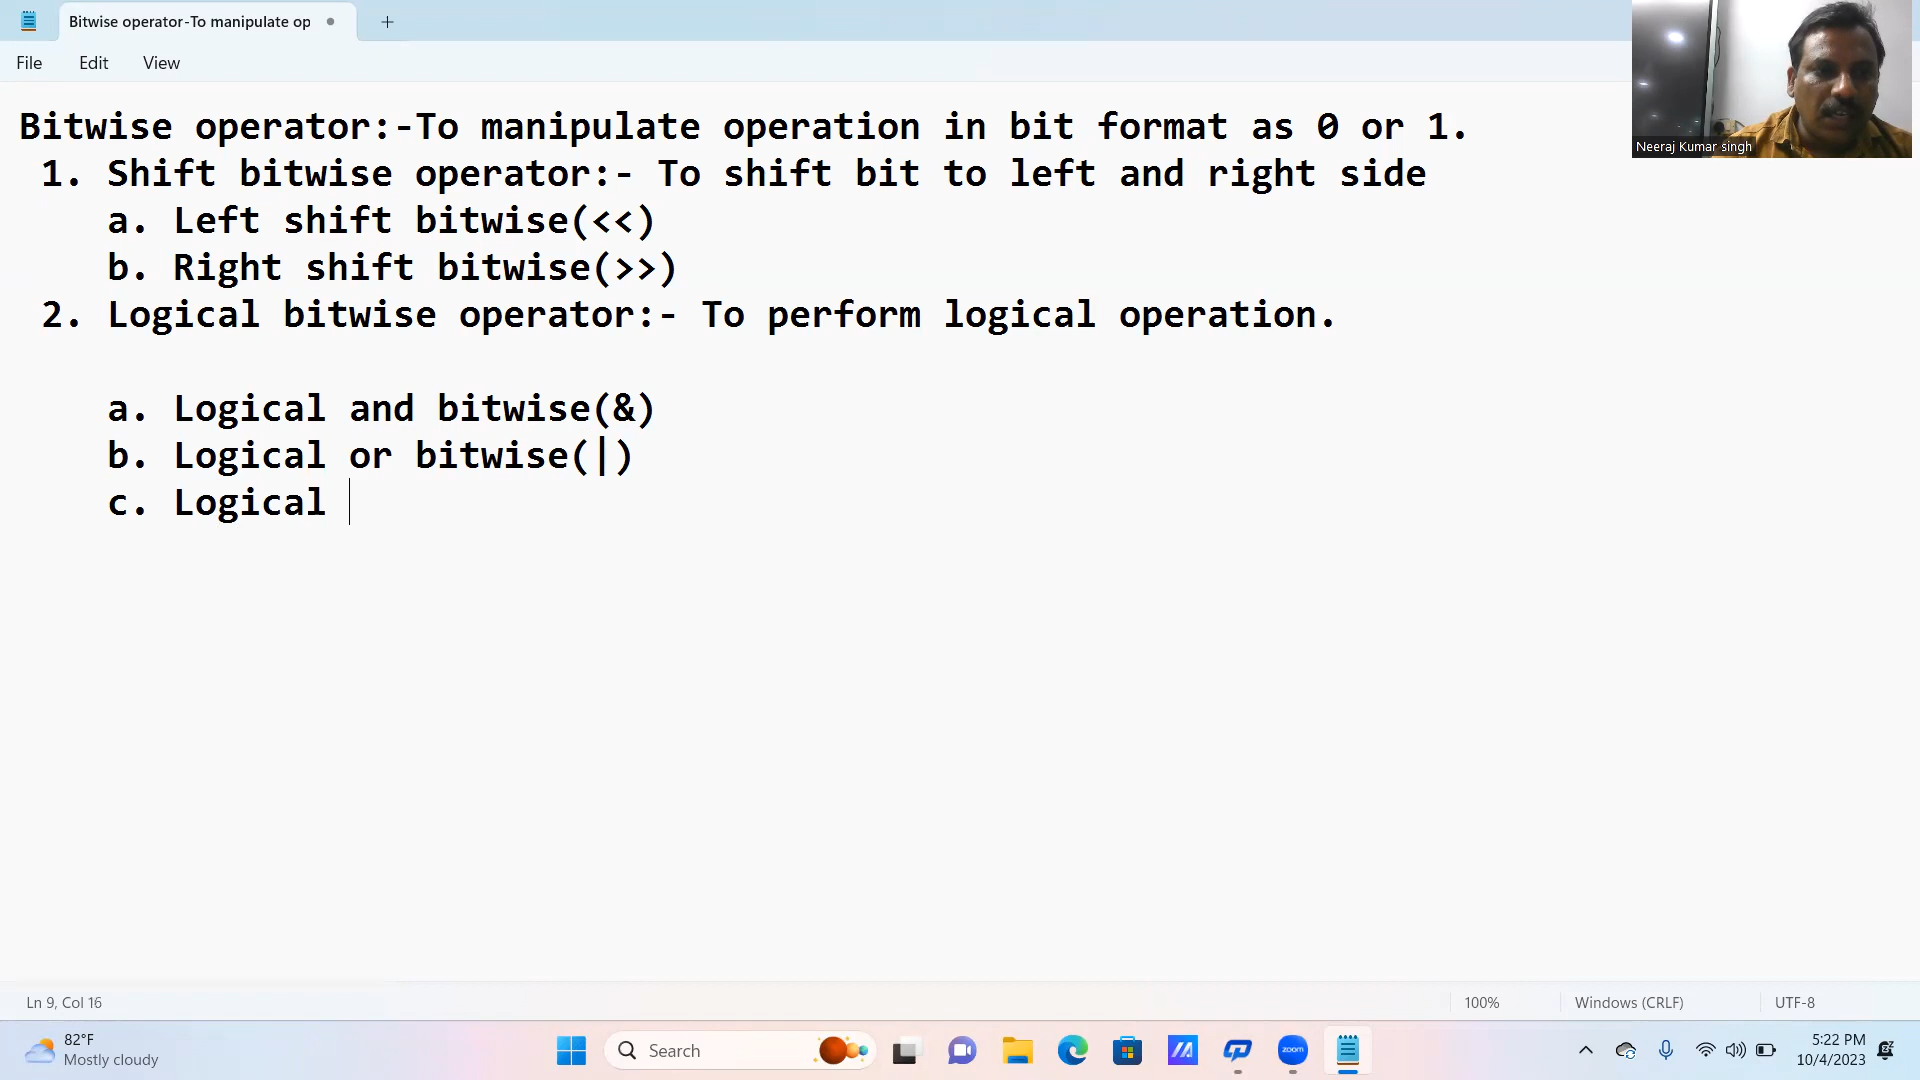 Bitwise operator-To manipulate op
File Edit View
Neeraj Kumar singh
Bitwise operator:-To manipulate operation in bit format as 0 or 1.
1. Shift bitwise operator:- To shift bit to left and right side
a. Left shift bitwise(<<)
b. Right shift bitwise(>>)
2. Logical bitwise operator:- To perform logical operation.
a. Logical and bitwise(&)
b. Logical or bitwise(|)
c. Logical
Ln 9, Col 16 100% Windows (CRLF) UTF-8
82°F
Mostly cloudy
Search
zoom
5:22 PM
10/4/2023